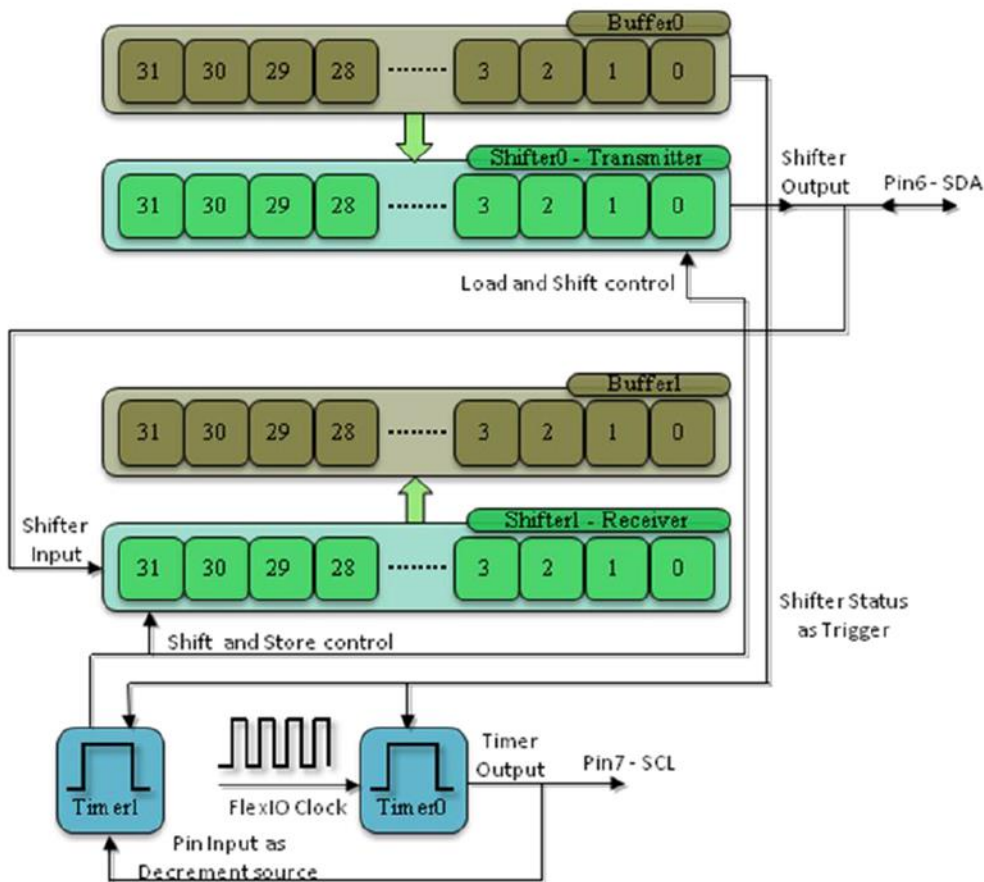 Buffer0
31 30 29 28 ........ 3 2 1 0
Shifter0 - Transmitter
31 30 29 28 ........ 3 2 1 0
Shifter
Output
Pin6 - SDA
Load and Shift control
Buffer1
31 30 29 28 ........ 3 2 1 0
Shifter1 - Receiver
Shifter
Input
31 30 29 28 ........ 3 2 1 0
Shifter Status
as Trigger
Shift and Store control
Timer1
FlexIO Clock
Timer0
Timer
Output
Pin7 - SCL
Pin Input as
Decrement source